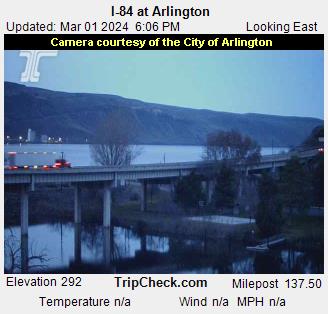 I-84 at Arlington
Updated: Mar 01 2024 6:06 PM Looking East
Camera courtesy of the City of Arlington
Elevation 292 TripCheck.com Milepost 137.50
Temperature n/a Wind n/a MPH n/a